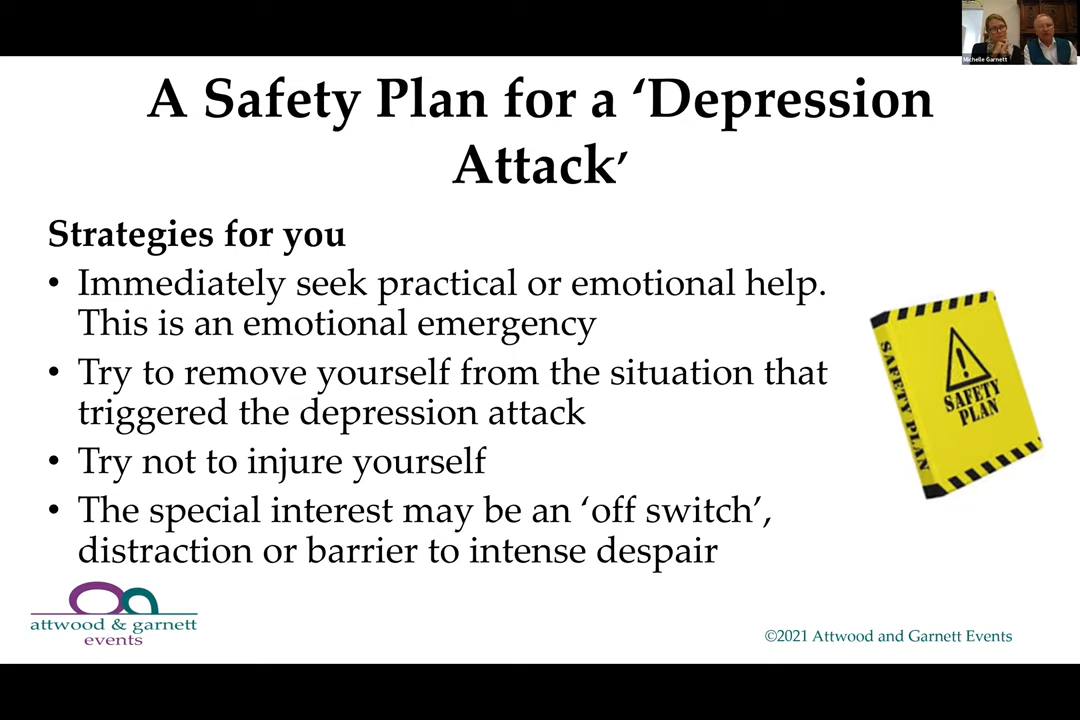 Michelle Garnett
A Safety Plan for a ‘Depression
Attack’
Strategies for you
• Immediately seek practical or emotional help.
This is an emotional emergency
• Try to remove yourself from the situation that
triggered the depression attack
• Try not to injure yourself
• The special interest may be an ‘off switch’,
distraction or barrier to intense despair
SAFETY PLAN
SAFETY
PLAN
attwood & garnett
events
©2021 Attwood and Garnett Events